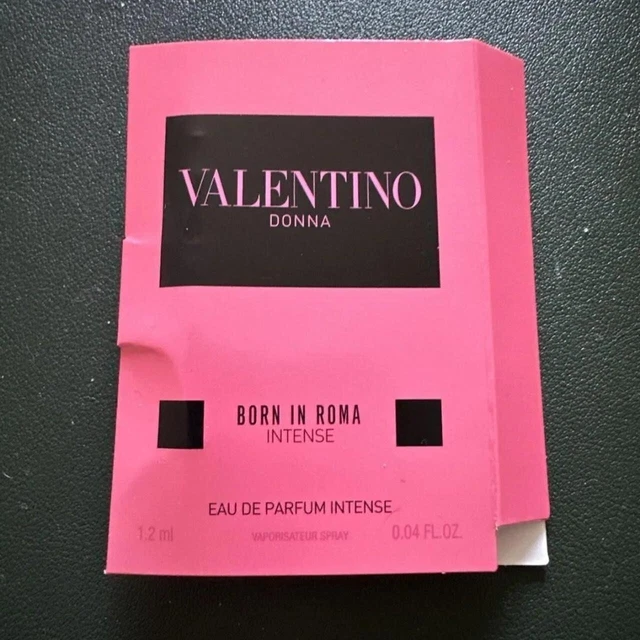 VALENTINO
DONNA
BORN IN ROMA
INTENSE
EAU DE PARFUM INTENSE
1.2 ml VAPORISATEUR SPRAY 0.04 FL.OZ.